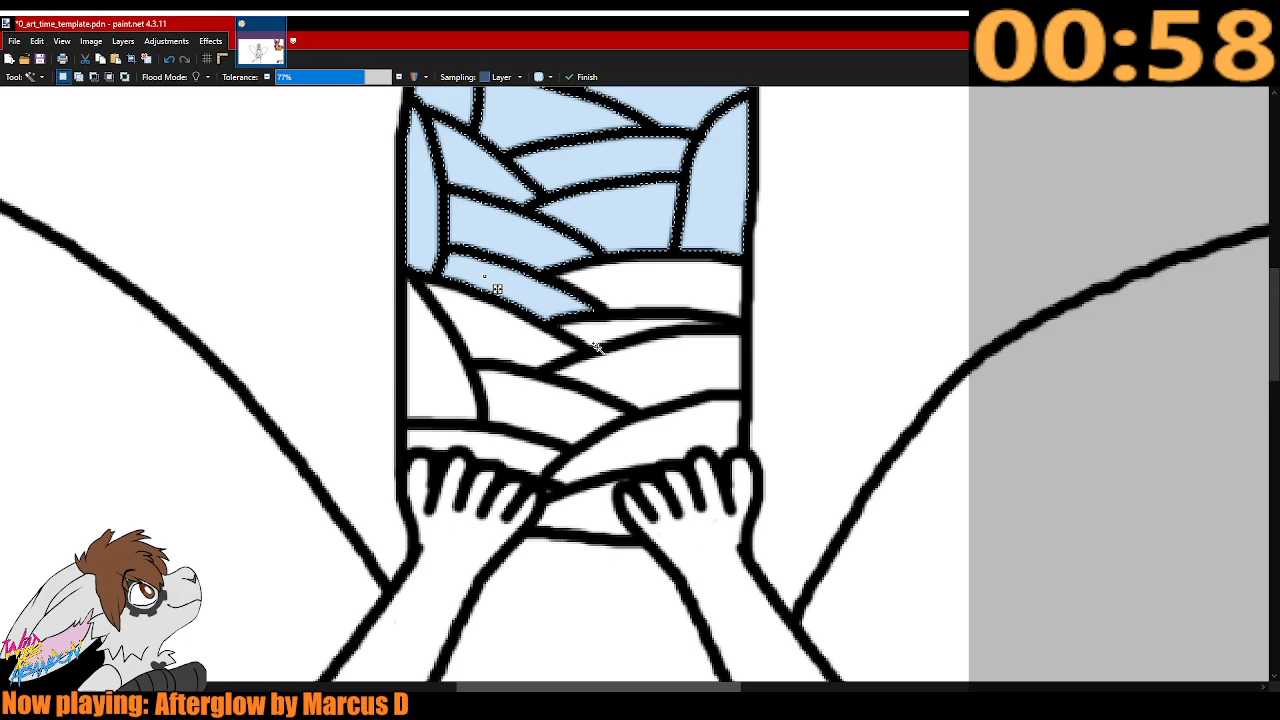 *0_art_time_template.pdn - paint.net 4.3.11
File Edit View Image Layers Adjustments Effects
Tool: Flood Mode: Tolerance: 77% Sampling: Layer Finish
00:58
Now playing: Afterglow by Marcus D